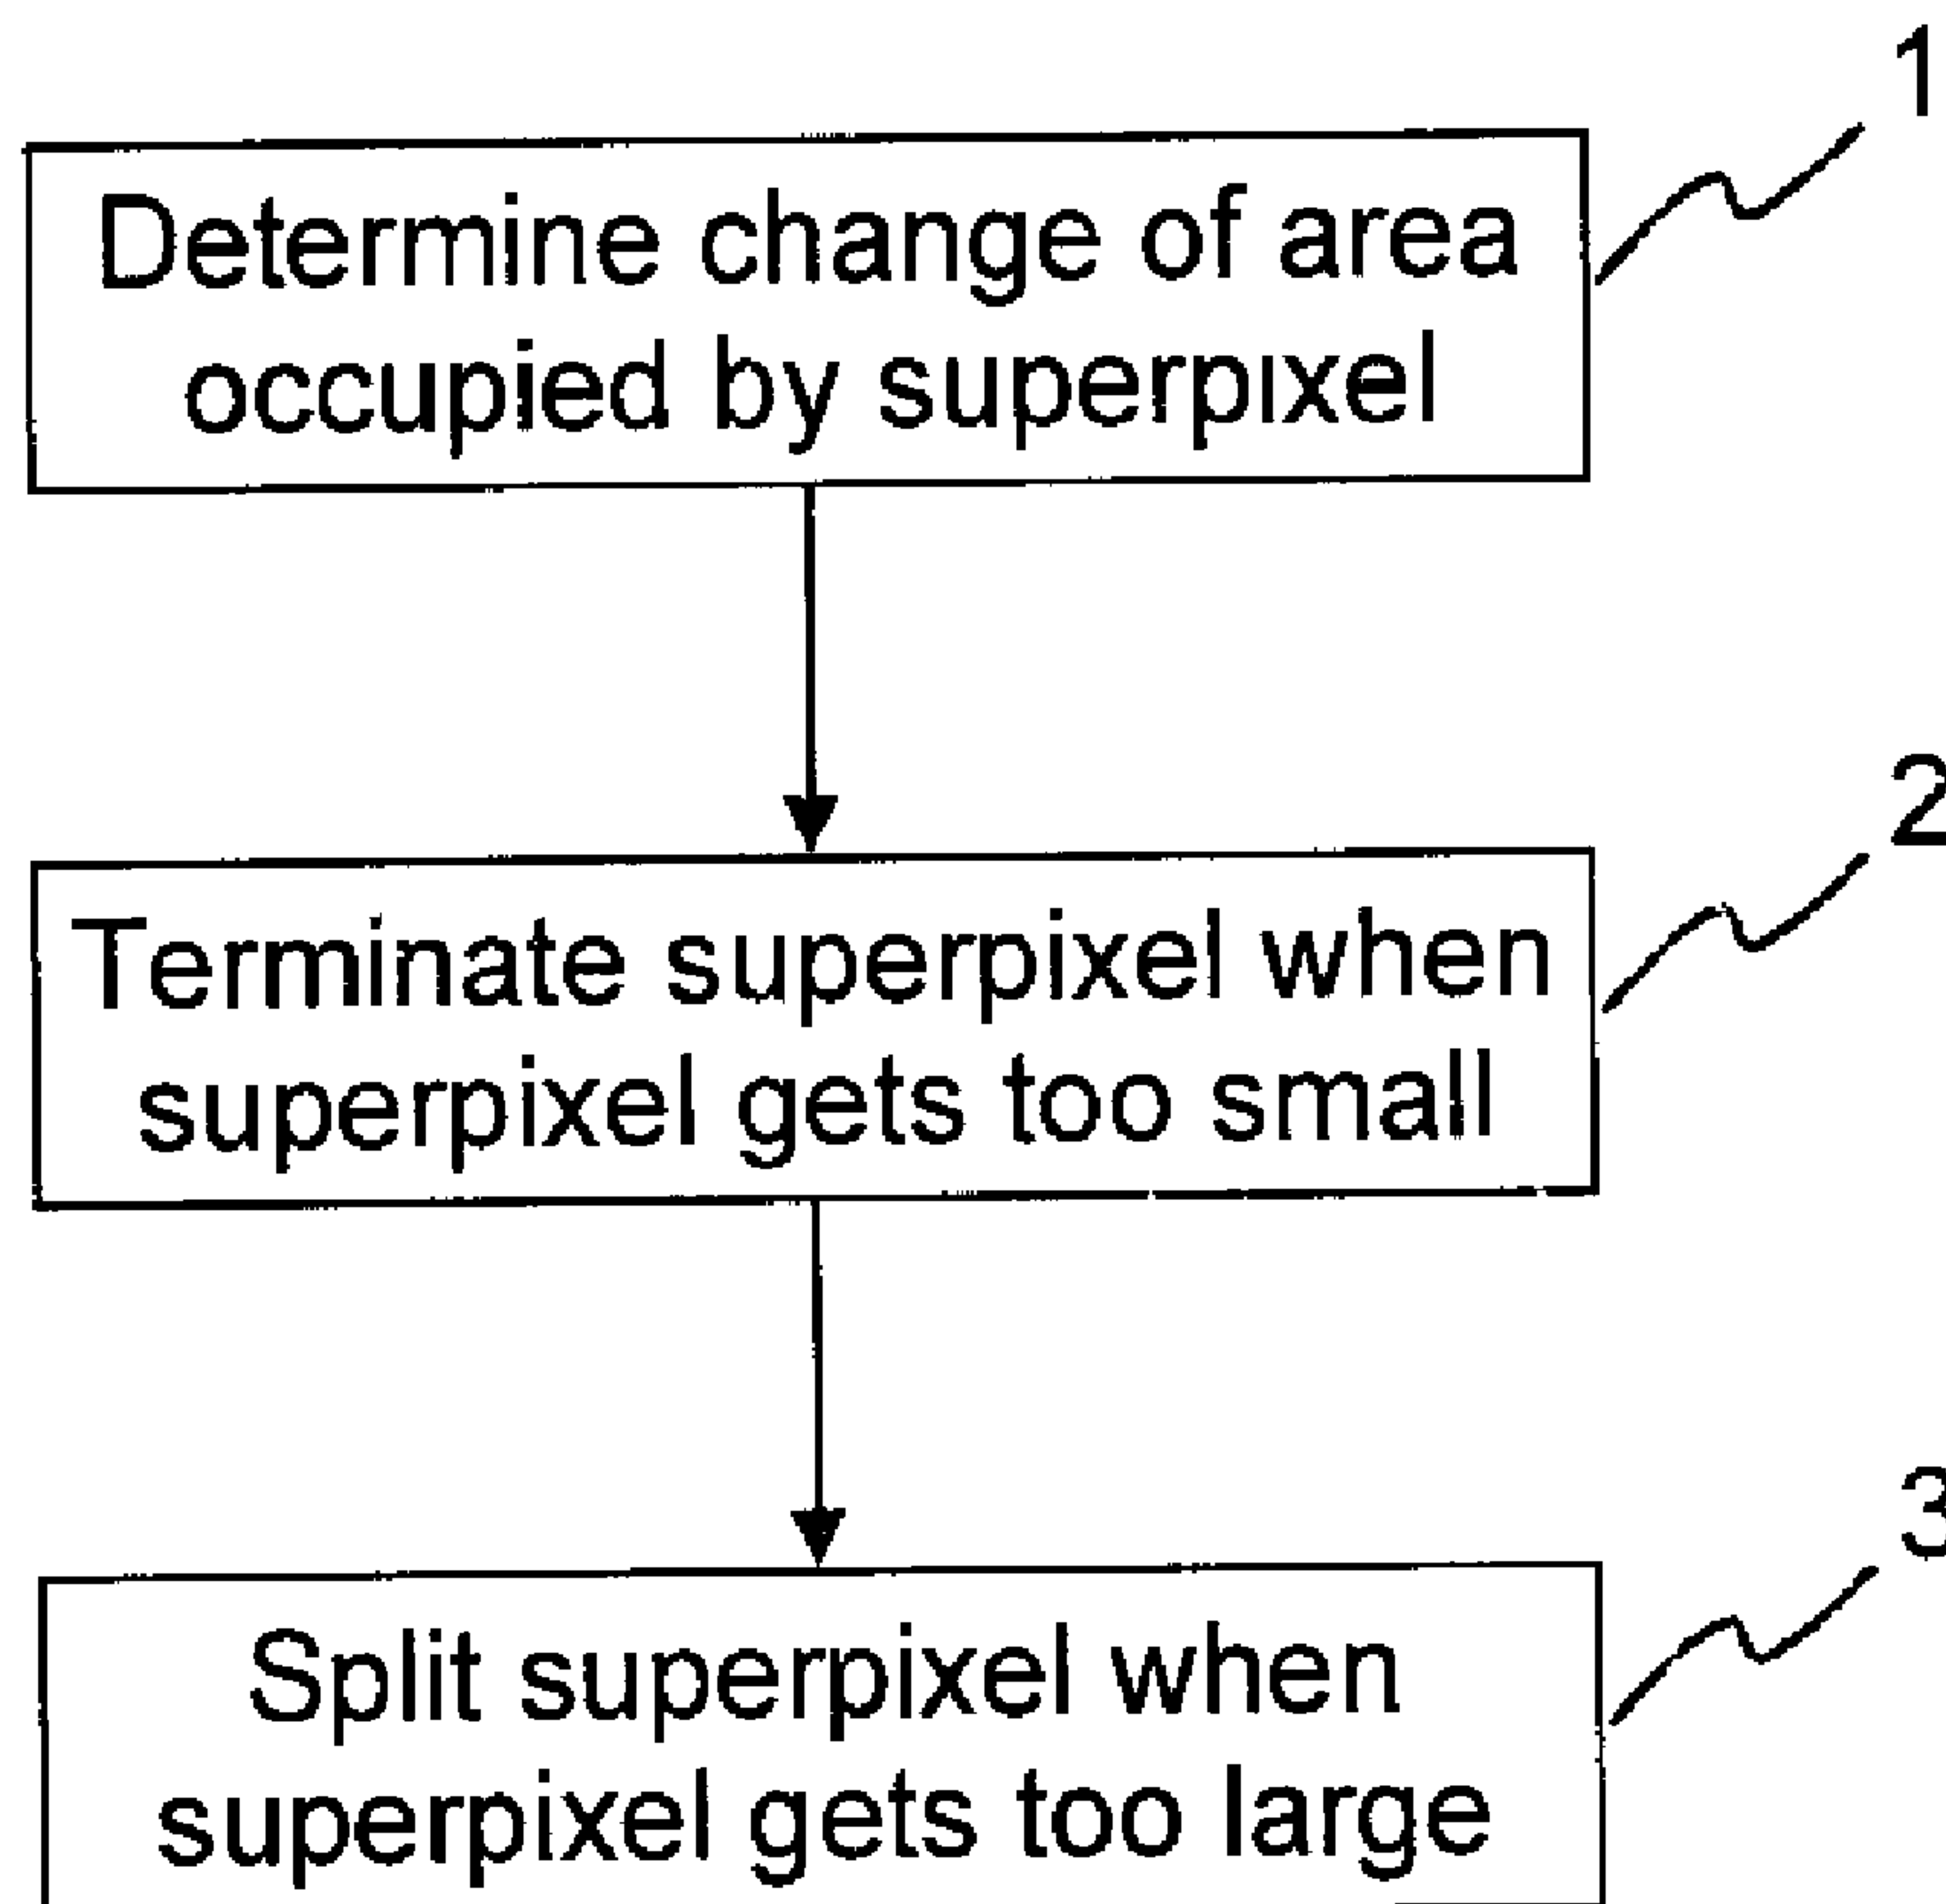 1
Determine change of area
occupied by superpixel
2
Terminate superpixel when
superpixel gets too small
3
Split superpixel when
superpixel gets too large